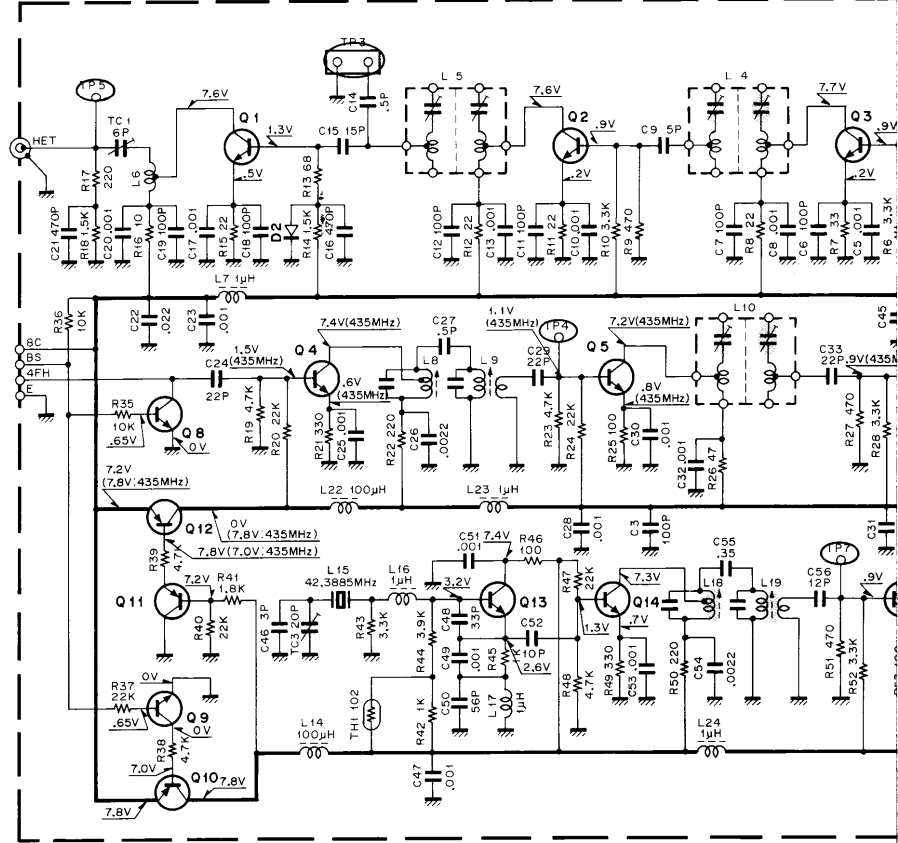 TP3
TP5
L 5
L 4
7.6V
7.6V
7.7V
C14
.5P
TC1
6P
Q1
1.3V
C15 15P
Q2
.9V
C9 5P
Q3
.9V
HET
L6
.5V
.2V
.2V
R17
220
R13 68
C21 470P
R18 1.5K
C20 .001
R16 10
C19 100P
C17 .001
R15 22
C18 100P
D2
R14 1.5K
C16 470P
C12 100P
R12 22
C13 .001
C11 100P
R11 22
C10 .001
R10 3.3K
R9 470
C7 100P
R8 22
C8 .001
C6 100P
R7 33
C5 .001
R6 3.3K
L7 1μH
R36
10K
C22
.022
C23
.001
7.4V(435MHz)
C27
.5P
1.1V
(435MHz)
TP4
7.2V(435MHz)
L10
C45
8C
BS
4FH
E
1.5V
(435MHz)
C24
22P
Q4
.6V
(435MHz)
L8
L9
C29
22P
Q5
.8V
(435MHz)
C33
22P
.9V(435M
R35
10K
.65V
Q8
0V
R19 4.7K
R20 22K
R21 330
C25 .001
R22 220
C26
.0022
R23 4.7K
R24 22K
R25 100
C30
.001
C32 .001
R26 47
R27 470
R28 3.3K
7.2V
(7.8V:435MHz)
L22 100μH
L23 1μH
Q12
0V
(7.8V:435MHz)
7.8V(7.0V:435MHz)
C28
.001
C3
100P
C31
R39
4.7K
C51
.001
7.4V
R46
100
C55
.35
TP7
7.2V
R41
1.8K
L15
42.3885MHz
L16
1μH
3.2V
Q13
R47
22K
7.3V
Q14
L18
L19
C56
12P
.9V
Q11
R40
22K
C46 3P
TC3 20P
R43
3.3K
3.9K
R44
C48
33P
C52
10P
1.3V
.7V
C49
.001
R45
1K
2.6V
R48
4.7K
R49 330
C53 .001
R50 220
C54
.0022
R51 470
R52 3.3K
0V
R37
22K
.65V
Q9
0V
TH1 102
R42 1K
C50
56P
L17
1μH
R38
4.7K
L14
100μH
L24
1μH
7.0V
Q10
7.8V
7.8V
C47
.001